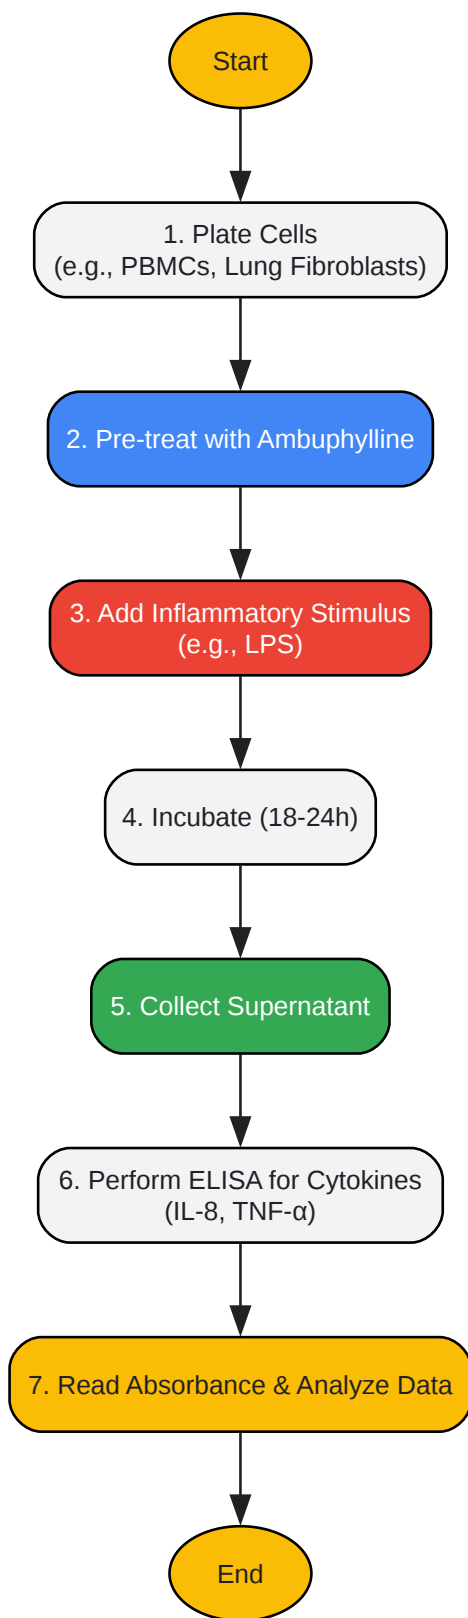 Start
1. Plate Cells
(e.g., PBMCs, Lung Fibroblasts)
2. Pre-treat with Ambuphylline
3. Add Inflammatory Stimulus
(e.g., LPS)
4. Incubate (18-24h)
5. Collect Supernatant
6. Perform ELISA for Cytokines
(IL-8, TNF-α)
7. Read Absorbance & Analyze Data
End